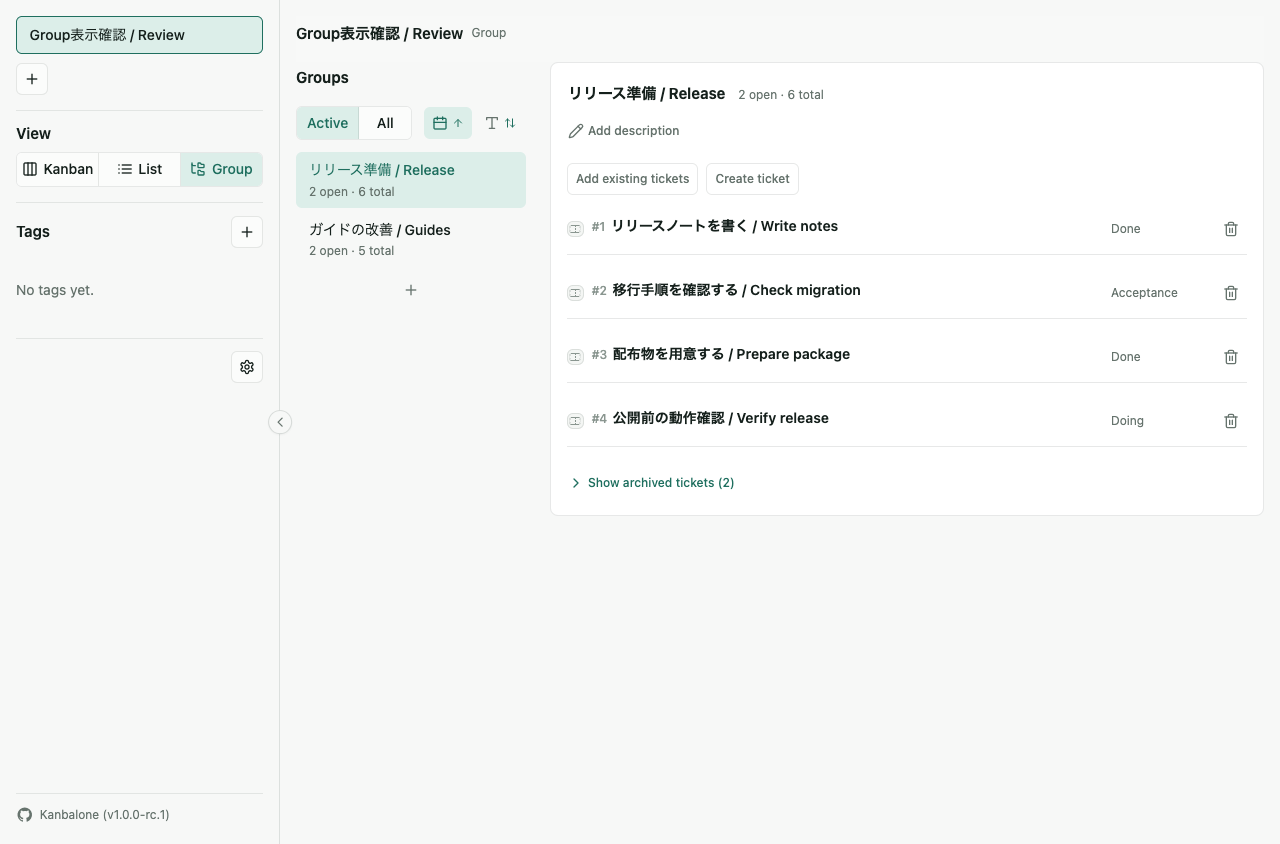 Group表示確認 / Review
View
Kanban
List
Group
Tags
No tags yet.
Kanbalone (v1.0.0-rc.1)
Group表示確認 / Review Group
Groups
Active
All
リリース準備 / Release
2 open · 6 total
ガイドの改善 / Guides
2 open · 5 total
リリース準備 / Release 2 open · 6 total
Add description
Add existing tickets
Create ticket
#1 リリースノートを書く / Write notes Done
#2 移行手順を確認する / Check migration Acceptance
#3 配布物を用意する / Prepare package Done
#4 公開前の動作確認 / Verify release Doing
Show archived tickets (2)